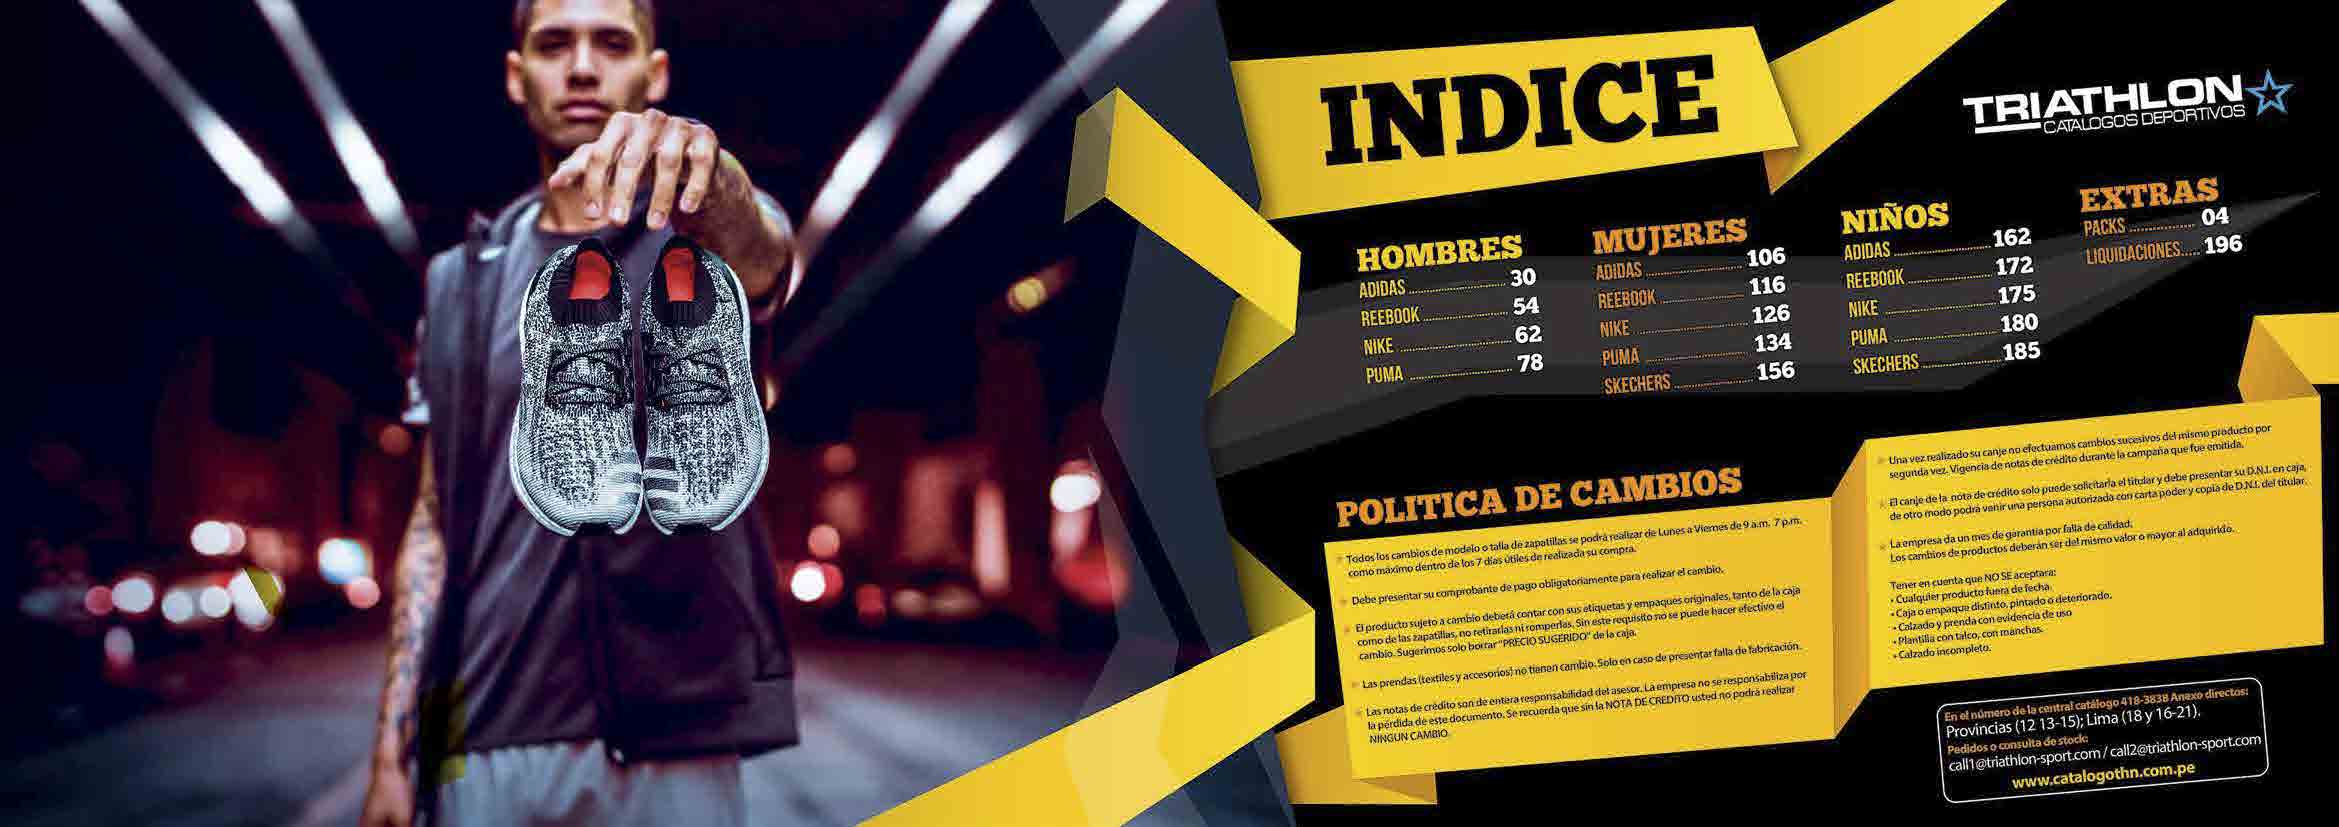 INDICE
TRIATHLON
CATALOGOS DEPORTIVOS
HOMBRES
ADIDAS 30
REEBOOK 54
NIKE 62
PUMA 78
MUJERES
ADIDAS 106
REEBOOK 116
NIKE 126
PUMA 134
SKECHERS 156
NIÑOS
ADIDAS 162
REEBOOK 172
NIKE 175
PUMA 180
SKECHERS 185
EXTRAS
PACKS 04
LIQUIDACIONES..... 196
POLITICA DE CAMBIOS
Todos los cambios de modelo o talla de zapatillas se podrá realizar de Lunes a Viernes de 9 a.m. 7 p.m.
como máximo dentro de los 7 días útiles de realizada su compra.
Debe presentar su comprobante de pago obligatoriamente para realizar el cambio.
El producto sujeto a cambio deberá contar con sus etiquetas y empaques originales, tanto de la caja
como de las zapatillas, no retirarlas ni romperlas. Sin este requisito no se puede hacer efectivo el
cambio. Sugerimos solo borrar "PRECIO SUGERIDO" de la caja.
Las prendas (textiles y accesorios) no tienen cambio. Solo en caso de presentar falla de fabricación.
Las notas de crédito son de entera responsabilidad del asesor. La empresa no se responsabiliza por
la pérdida de este documento. Se recuerda que sin la NOTA DE CREDITO usted no podrá realizar
NINGUN CAMBIO.
Una vez realizado su canje no efectuamos cambios sucesivos del mismo producto por
segunda vez. Vigencia de notas de crédito durante la campaña que fue emitida.
El canje de la nota de crédito solo puede solicitarla el titular y debe presentar su D.N.I. en caja,
de otro modo podrá venir una persona autorizada con carta poder y copia de D.N.I. del titular.
La empresa da un mes de garantía por falla de calidad.
Los cambios de productos deberán ser del mismo valor o mayor al adquirido.
Tener en cuenta que NO SE aceptara:
• Cualquier producto fuera de fecha.
• Caja o empaque distinto, pintado o deteriorado.
• Calzado y prenda con evidencia de uso
• Plantilla con talco, con manchas.
• Calzado incompleto.
En el número de la central catálogo 418-3838 Anexo directos:
Provincias (12 13-15); Lima (18 y 16-21).
Pedidos o consulta de stock:
call1@triathlon-sport.com / call2@triathlon-sport.com
www.catalogothn.com.pe